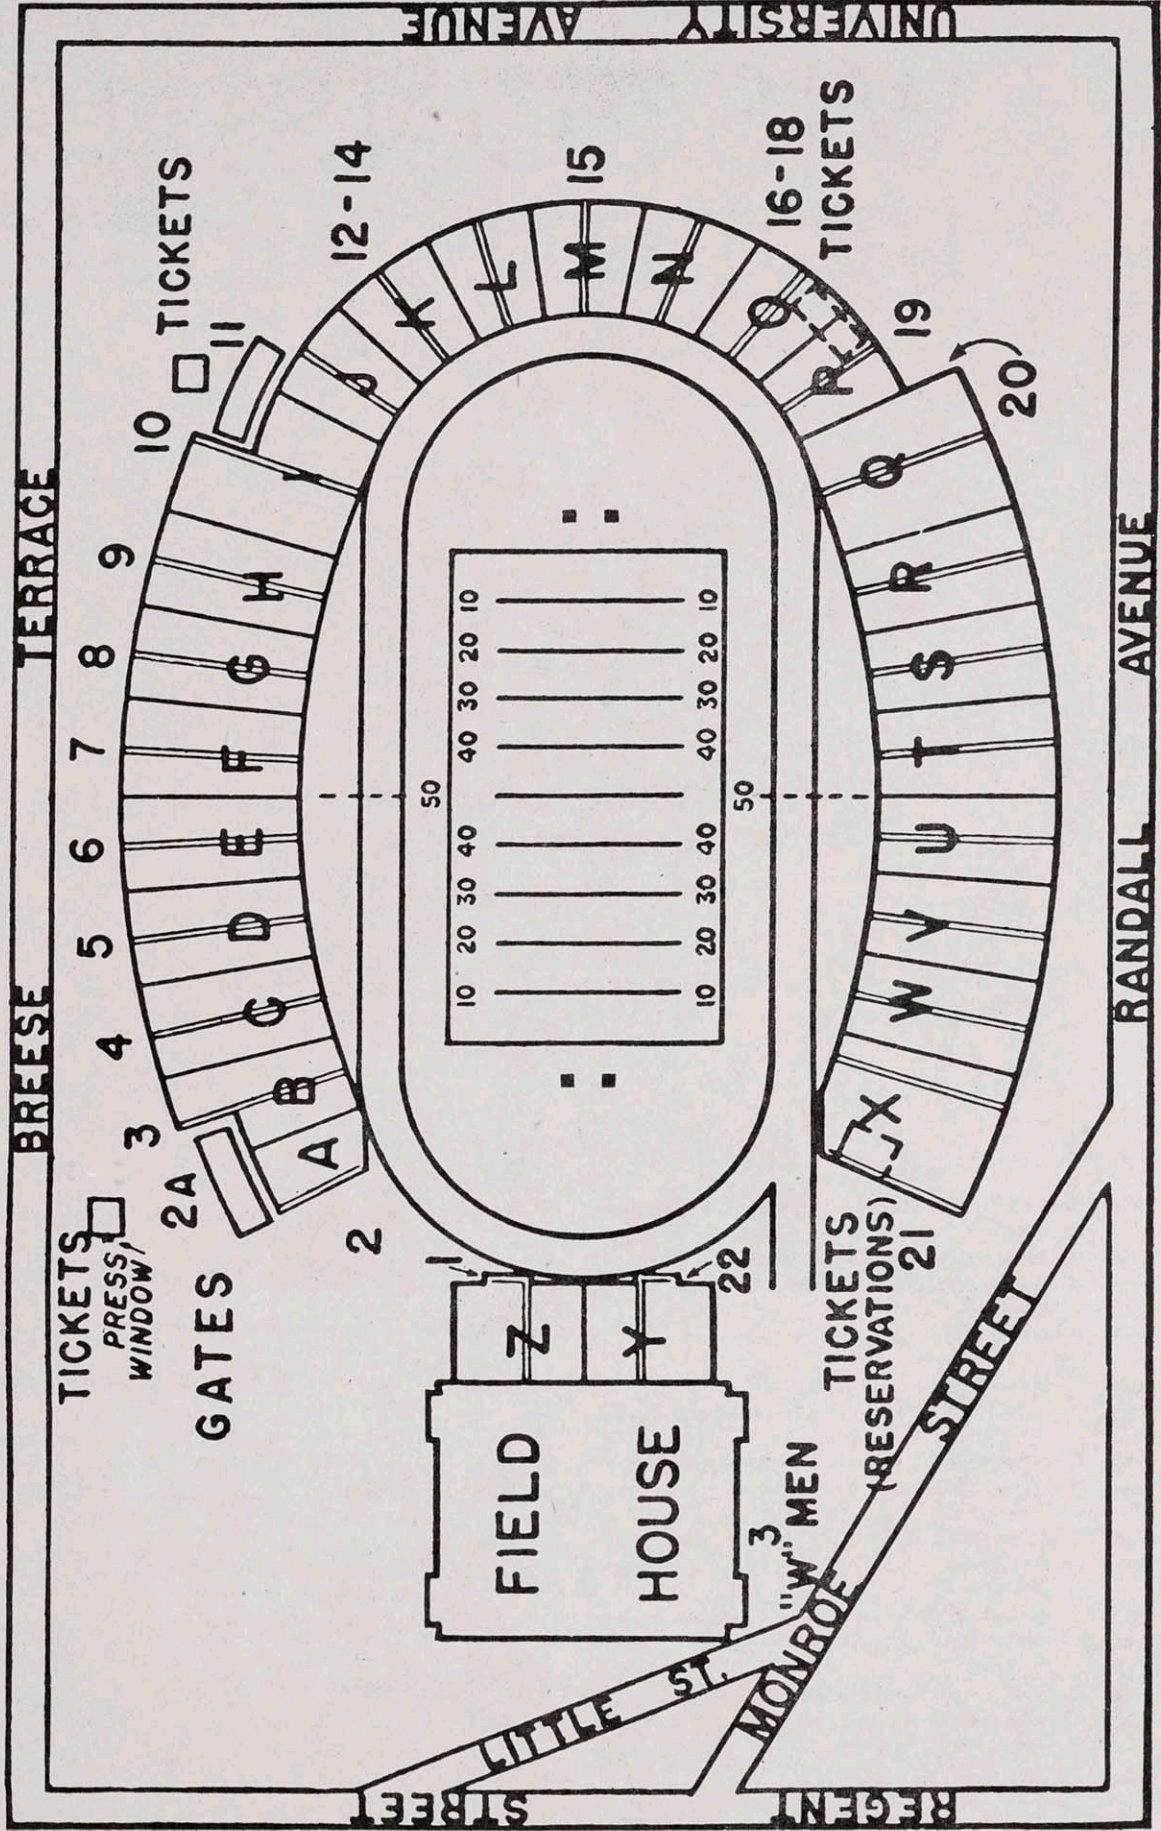 BREESE TERRACE
3 4 5 6 7 8 9 10
TICKETS
PRESS
WINDOW
2A
11
TICKETS
GATES
2
12-14
A B C D E F G H I J K L M N O P
15
16-18
TICKETS
19
20
50
10 20 30 40 40 30 20 10
10 20 30 40 40 30 20 10
50
1
22
Z
Y
FIELD
HOUSE
3
"W" MEN
TICKETS
(RESERVATIONS)
21
X W V U T S R Q
LITTLE ST.
MONROE STREET
RANDALL AVENUE
REGENT STREET
UNIVERSITY AVENUE